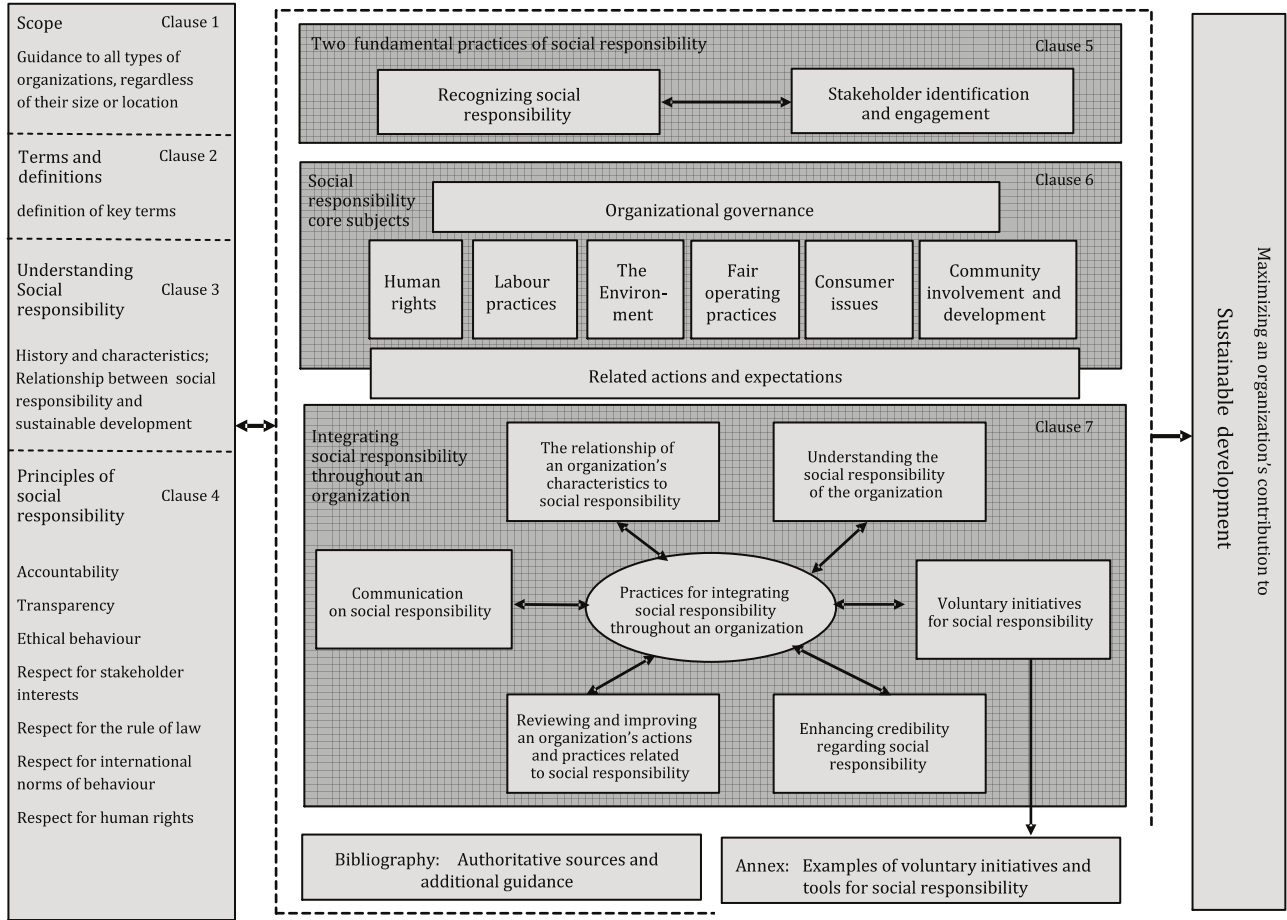 Scope Clause 1
Guidance to all types of
organizations, regardless
of their size or location
Terms and Clause 2
definitions
definition of key terms
Understanding
Social Clause 3
responsibility
History and characteristics;
Relationship between social
responsibility and
sustainable development
Principles of
social Clause 4
responsibility
Accountability
Transparency
Ethical behaviour
Respect for stakeholder
interests
Respect for the rule of law
Respect for international
norms of behaviour
Respect for human rights
Two fundamental practices of social responsibility Clause 5
Recognizing social
responsibility
Stakeholder identification
and engagement
Social
responsibility
core subjects
Clause 6
Organizational governance
Human
rights
Labour
practices
The
Environ-
ment
Fair
operating
practices
Consumer
issues
Community
involvement and
development
Related actions and expectations
Integrating
social responsibility
throughout an
organization
Clause 7
The relationship of
an organization's
characteristics to
social responsibility
Understanding the
social responsibility
of the organization
Communication
on social responsibility
Practices for integrating
social responsibility
throughout an organization
Voluntary initiatives
for social responsibility
Reviewing and improving
an organization's actions
and practices related
to social responsibility
Enhancing credibility
regarding social
responsibility
Bibliography: Authoritative sources and
additional guidance
Annex: Examples of voluntary initiatives and
tools for social responsibility
Maximizing an organization's contribution to
Sustainable development